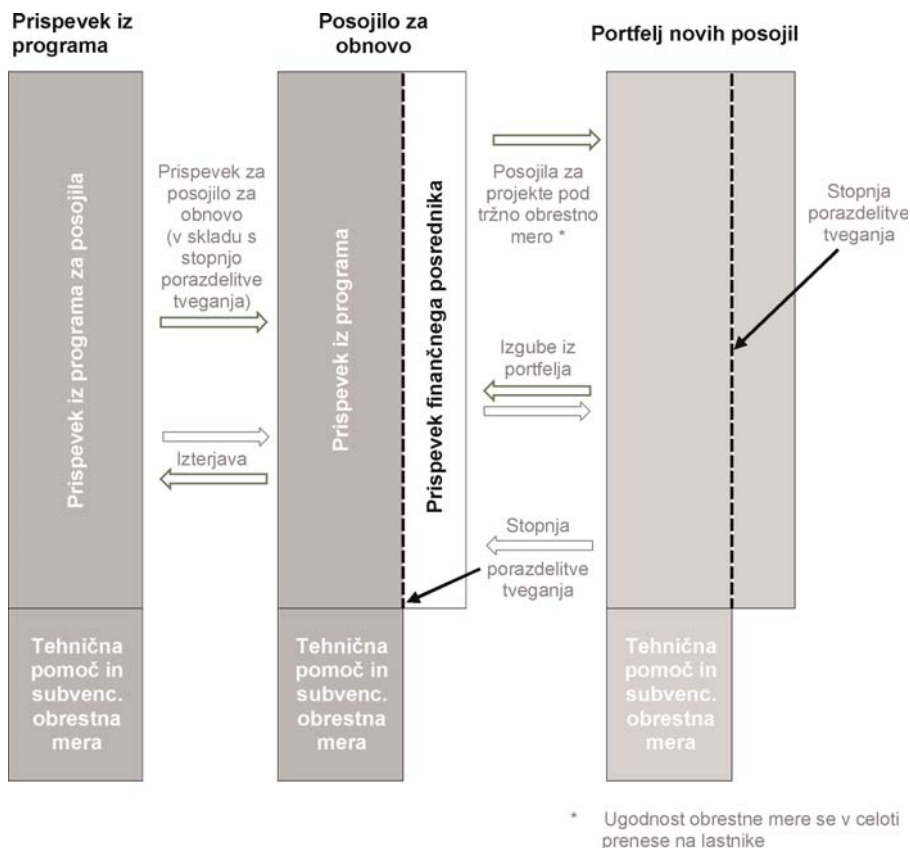 Prispevek iz
programa
Posojilo za
obnovo
Portfelj novih posojil
Prispevek iz programa za posojila
Prispevek za
posojilo za
obnovo
(v skladu s
stopnjo
porazdelitve
tveganja)
Izterjava
Prispevek iz programa
Prispevek finančnega posrednika
Posojila za
projekte pod
tržno obrestno
mero *
Izgube iz
portfelja
Stopnja
porazdelitve
tveganja
Stopnja
porazdelitve
tveganja
Tehnična
pomoč in
subvenc.
obrestna
mera
Tehnična
pomoč in
subvenc.
obrestna
mera
Tehnična
pomoč in
subvenc.
obrestna
mera
* Ugodnost obrestne mere se v celoti
prenese na lastnike